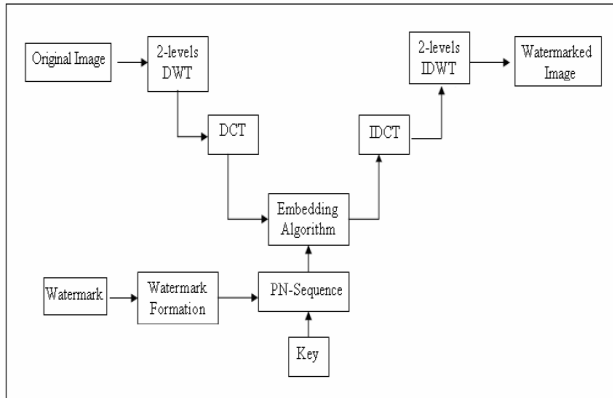 Original Image
2-levels
DWT
2-levels
IDWT
Watermarked
Image
DCT
IDCT
Embedding
Algorithm
Watermark
Watermark
Formation
PN-Sequence
Key